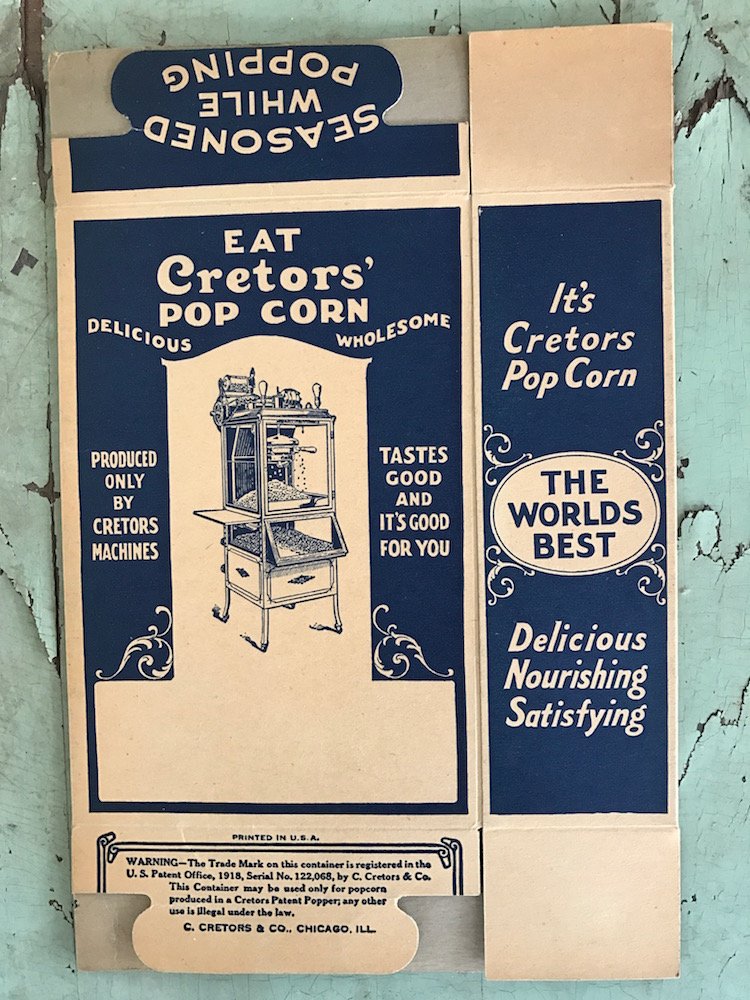 SEASONED
WHILE
POPPING
EAT
Cretors'
POP CORN
DELICIOUS
WHOLESOME
PRODUCED
ONLY
BY
CRETORS
MACHINES
TASTES
GOOD
AND
IT'S GOOD
FOR YOU
It's
Cretors
Pop Corn
THE
WORLDS
BEST
Delicious
Nourishing
Satisfying
PRINTED IN U.S.A.
WARNING—The Trade Mark on this container is registered in the
U. S. Patent Office, 1918, Serial No. 122,068, by C. Cretors & Co.
This Container may be used only for popcorn
produced in a Cretors Patent Popper; any other
use is illegal under the law.
C. CRETORS & CO., CHICAGO, ILL.